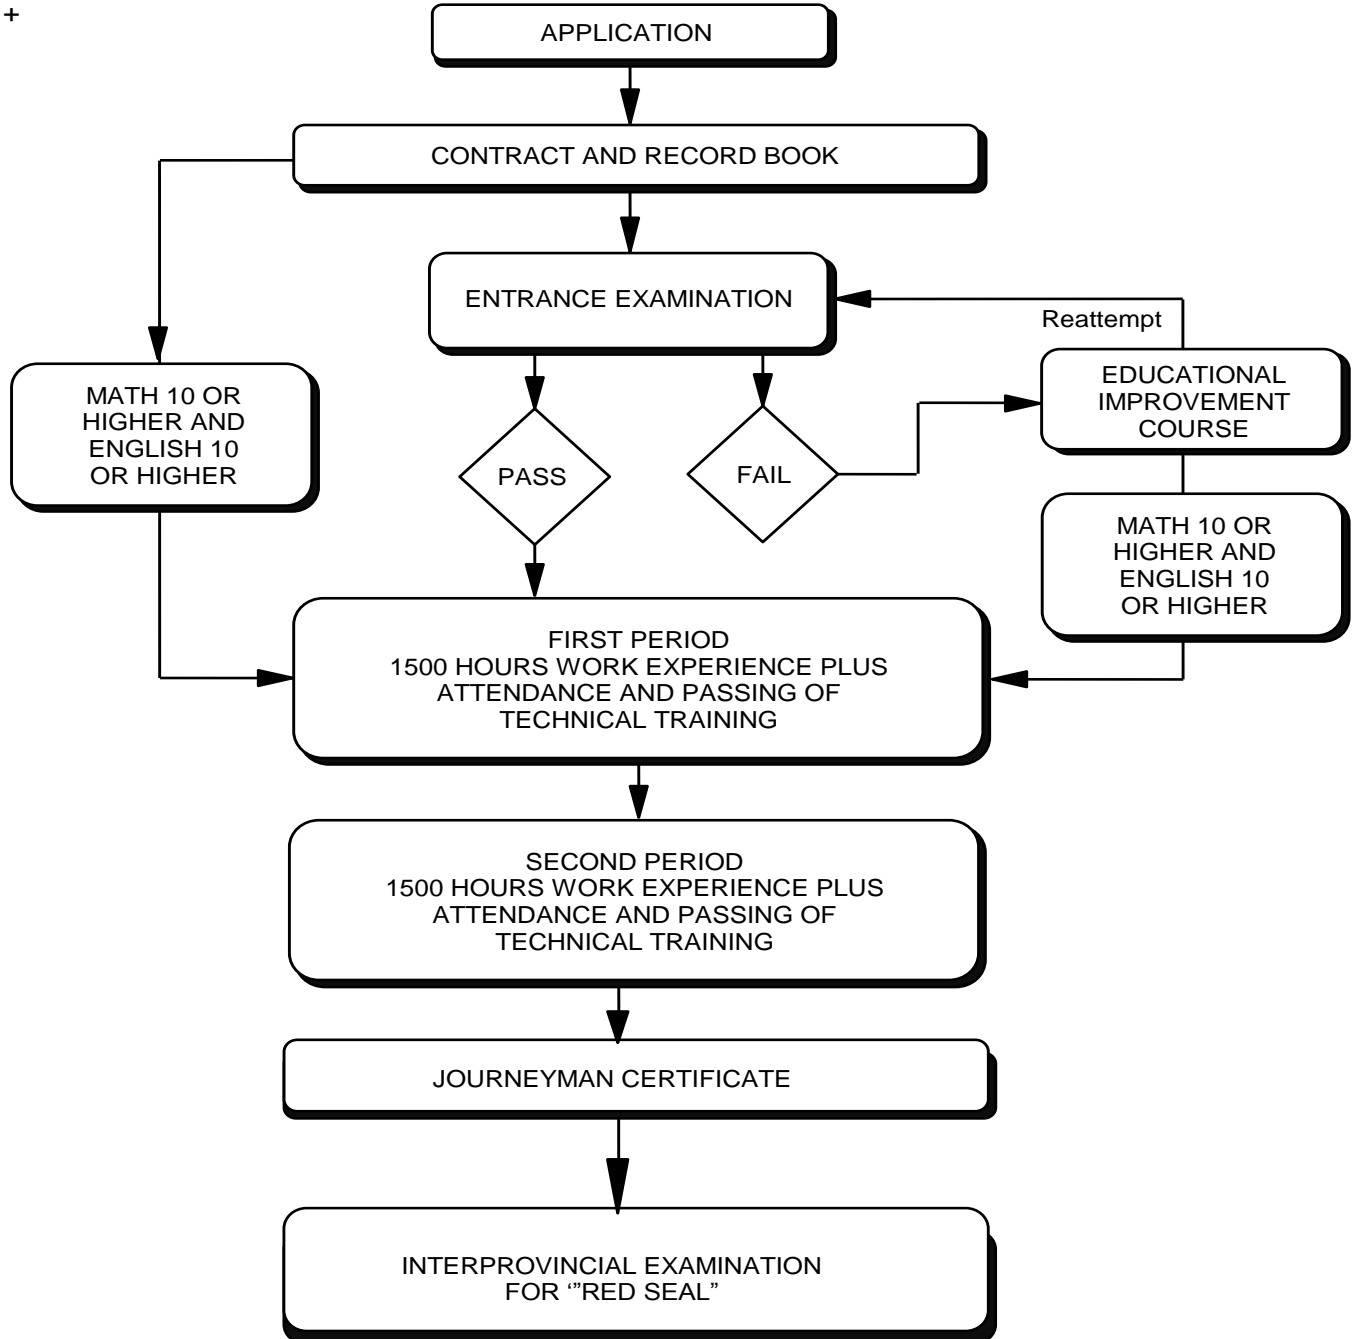 +
APPLICATION
CONTRACT AND RECORD BOOK
ENTRANCE EXAMINATION
Reattempt
MATH 10 OR
HIGHER AND
ENGLISH 10
OR HIGHER
PASS
FAIL
EDUCATIONAL
IMPROVEMENT
COURSE
MATH 10 OR
HIGHER AND
ENGLISH 10
OR HIGHER
FIRST PERIOD
1500 HOURS WORK EXPERIENCE PLUS
ATTENDANCE AND PASSING OF
TECHNICAL TRAINING
SECOND PERIOD
1500 HOURS WORK EXPERIENCE PLUS
ATTENDANCE AND PASSING OF
TECHNICAL TRAINING
JOURNEYMAN CERTIFICATE
INTERPROVINCIAL EXAMINATION
FOR ‘”RED SEAL”